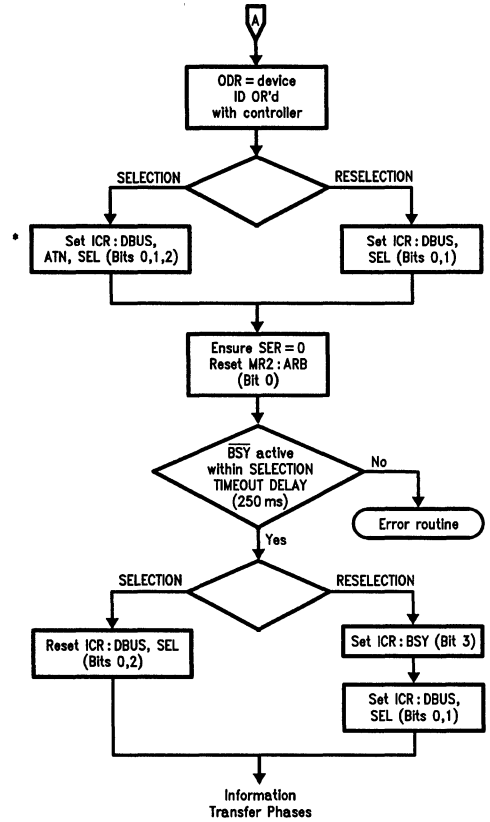 A
ODR = device
ID OR'd
with controller
SELECTION
RESELECTION
*
Set ICR : DBUS,
ATN, SEL (Bits 0,1,2)
Set ICR : DBUS,
SEL (Bits 0,1)
Ensure SER = 0
Reset MR2 : ARB
(Bit 0)
B̅S̅Y̅ active
within SELECTION
TIMEOUT DELAY
(250 ms)
No
Error routine
Yes
SELECTION
RESELECTION
Reset ICR : DBUS, SEL
(Bits 0,2)
Set ICR : BSY (Bit 3)
Set ICR : DBUS,
SEL (Bits 0,1)
Information
Transfer Phases